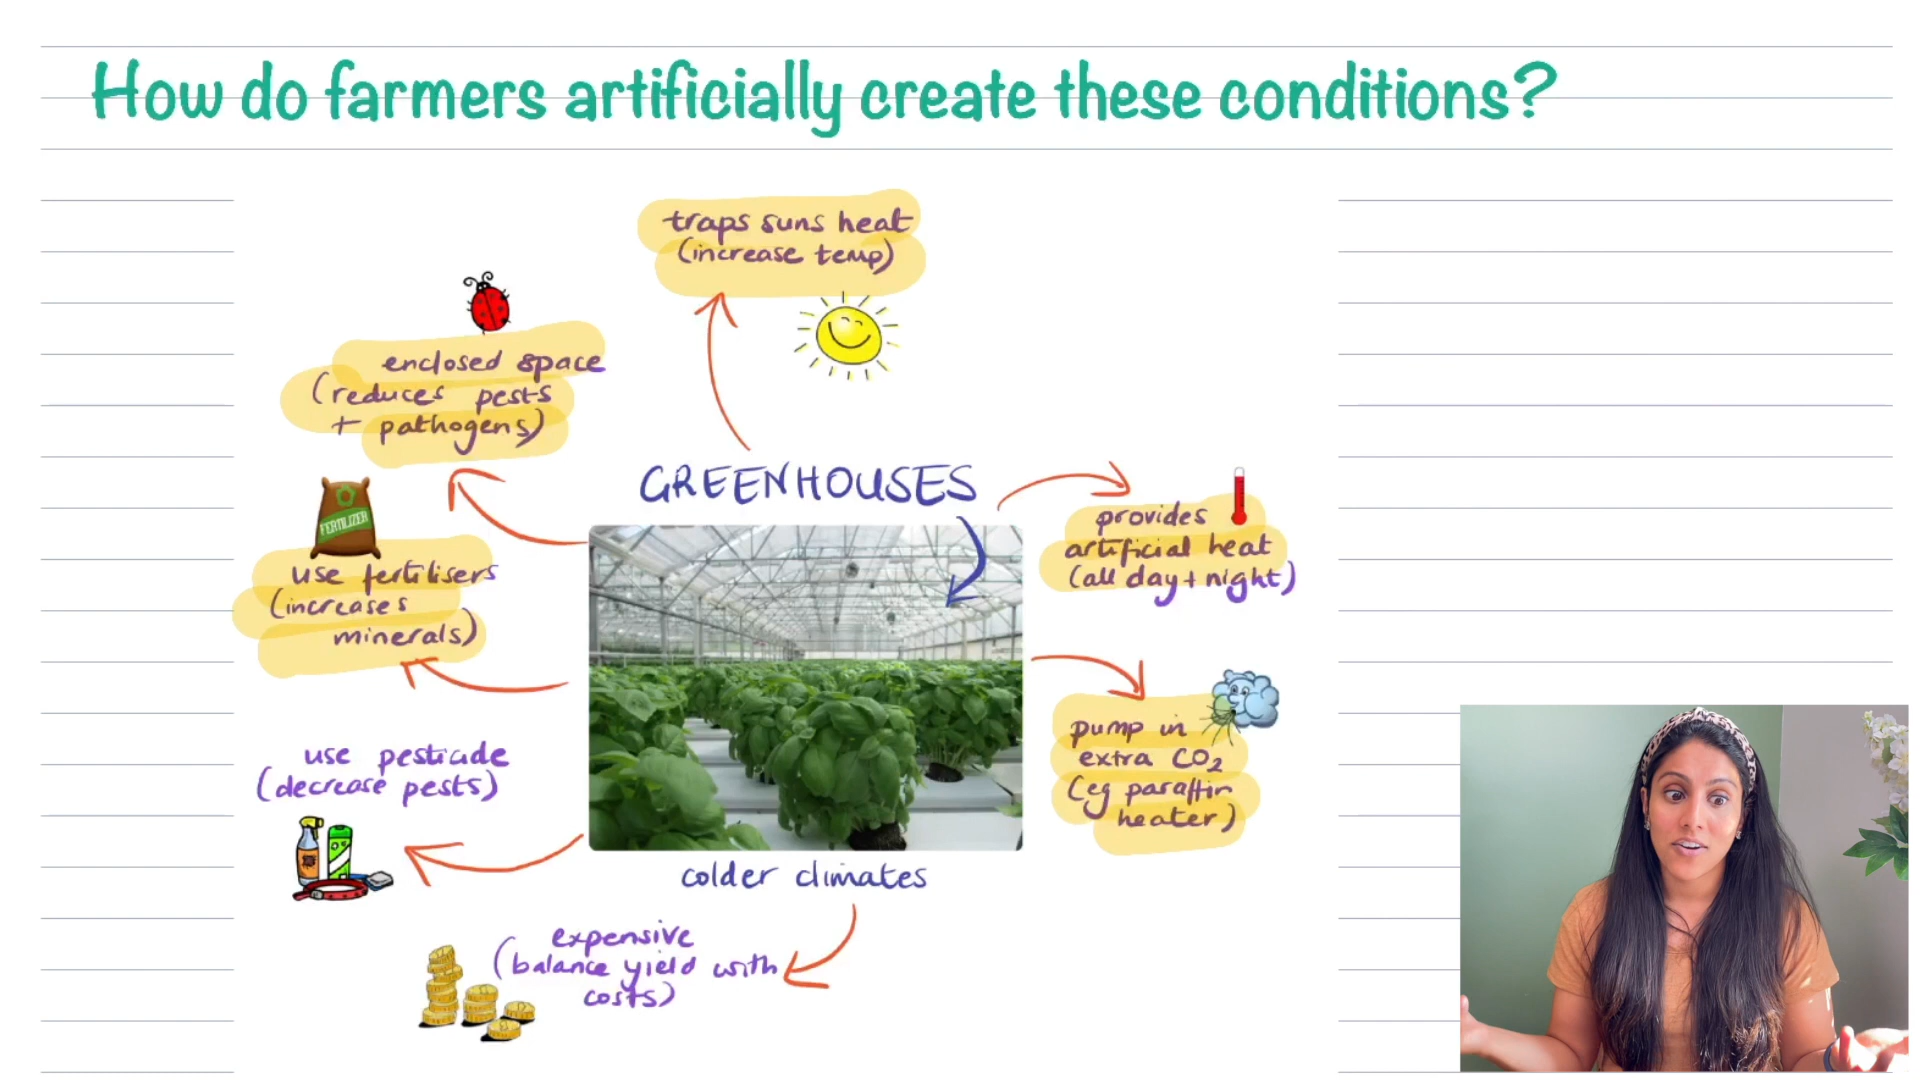 How do farmers artificially create these conditions?
traps suns heat
(increase temp)
enclosed space
(reduces pests
+ pathogens)
GREENHOUSES
provides
artificial heat
(all day + night)
FERTILIZER
use fertilisers
(increases
minerals)
pump in
extra CO₂
(eg paraffin
heater)
use pesticide
(decrease pests)
colder climates
expensive
(balance yield with
costs)